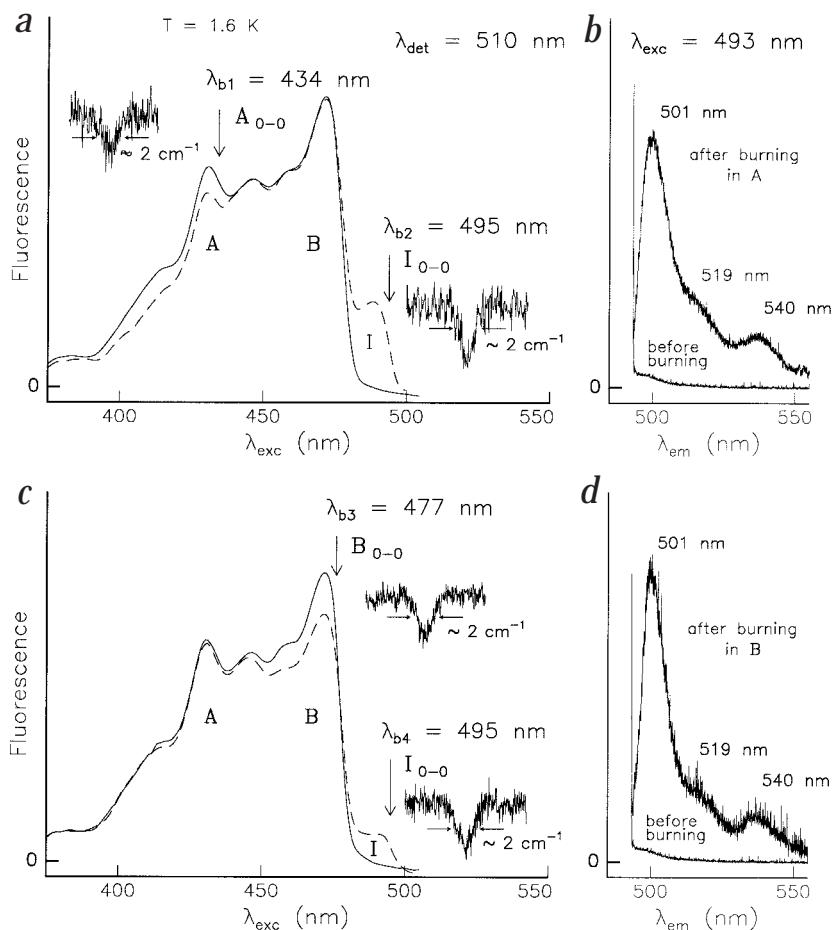 a
T = 1.6 K
λdet = 510 nm
λb1 = 434 nm
A0–0
~ 2 cm⁻¹
λb2 = 495 nm
I0–0
~ 2 cm⁻¹
A
B
I
Fluorescence
0
400 450 500 550
λexc (nm)
b
λexc = 493 nm
501 nm
after burning
in A
519 nm
540 nm
before
burning
0
500 550
λem (nm)
c
λb3 = 477 nm
B0–0
~ 2 cm⁻¹
λb4 = 495 nm
I0–0
~ 2 cm⁻¹
A
B
I
Fluorescence
0
400 450 500 550
λexc (nm)
d
501 nm
after burning
in B
519 nm
540 nm
before
burning
0
500 550
λem (nm)